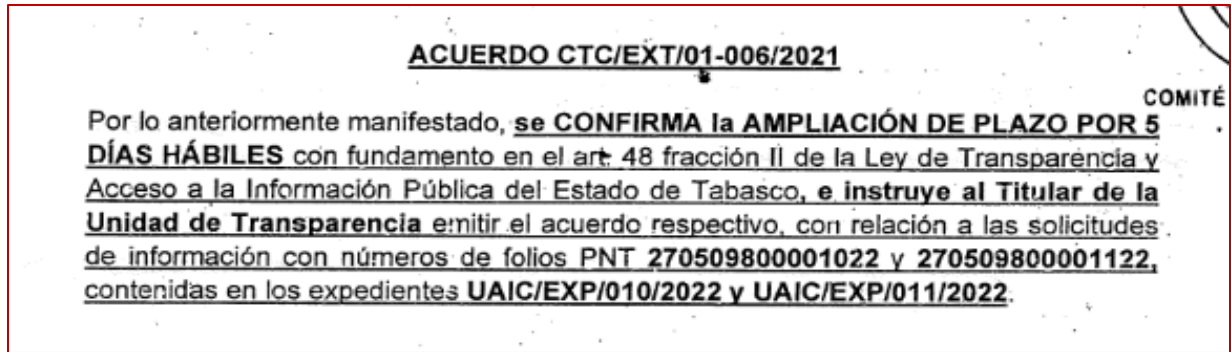 ACUERDO CTC/EXT/01-006/2021
COMITÉ
Por lo anteriormente manifestado, se CONFIRMA la AMPLIACIÓN DE PLAZO POR 5
DÍAS HÁBILES con fundamento en el art. 48 fracción II de la Ley de Transparencia y
Acceso a la Información Pública del Estado de Tabasco, e instruye al Titular de la
Unidad de Transparencia emitir el acuerdo respectivo, con relación a las solicitudes
de información con números de folios PNT 270509800001022 y 270509800001122,
contenidas en los expedientes UAIC/EXP/010/2022 y UAIC/EXP/011/2022.